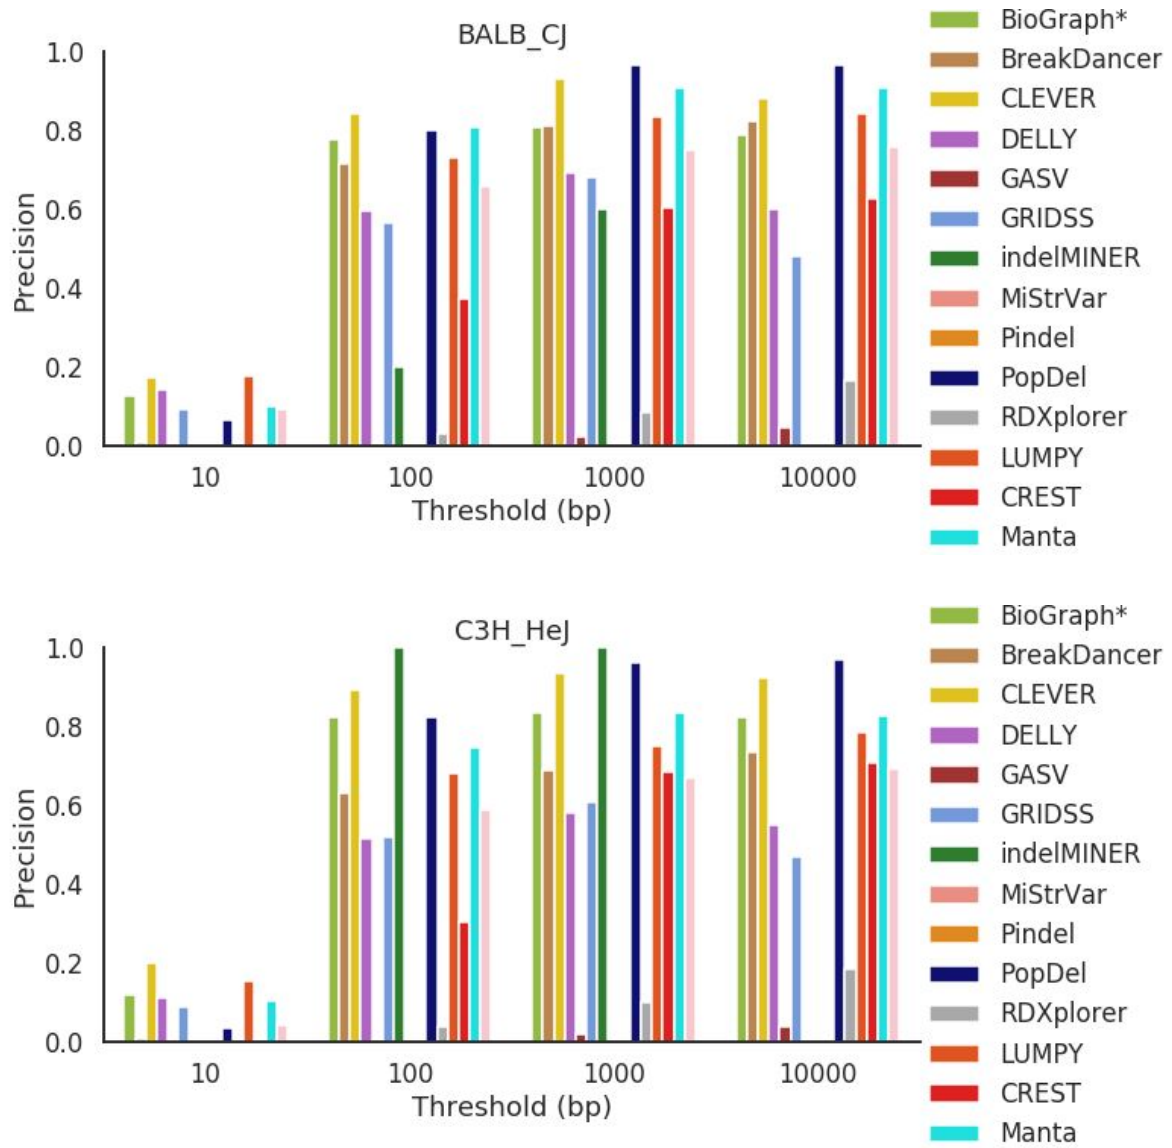 BALB_CJ
Precision
1.0
0.8
0.6
0.4
0.2
0.0
10 100 1000 10000
Threshold (bp)
BioGraph*
BreakDancer
CLEVER
DELLY
GASV
GRIDSS
indelMINER
MiStrVar
Pindel
PopDel
RDXplorer
LUMPY
CREST
Manta
C3H_HeJ
Precision
1.0
0.8
0.6
0.4
0.2
0.0
10 100 1000 10000
Threshold (bp)
BioGraph*
BreakDancer
CLEVER
DELLY
GASV
GRIDSS
indelMINER
MiStrVar
Pindel
PopDel
RDXplorer
LUMPY
CREST
Manta